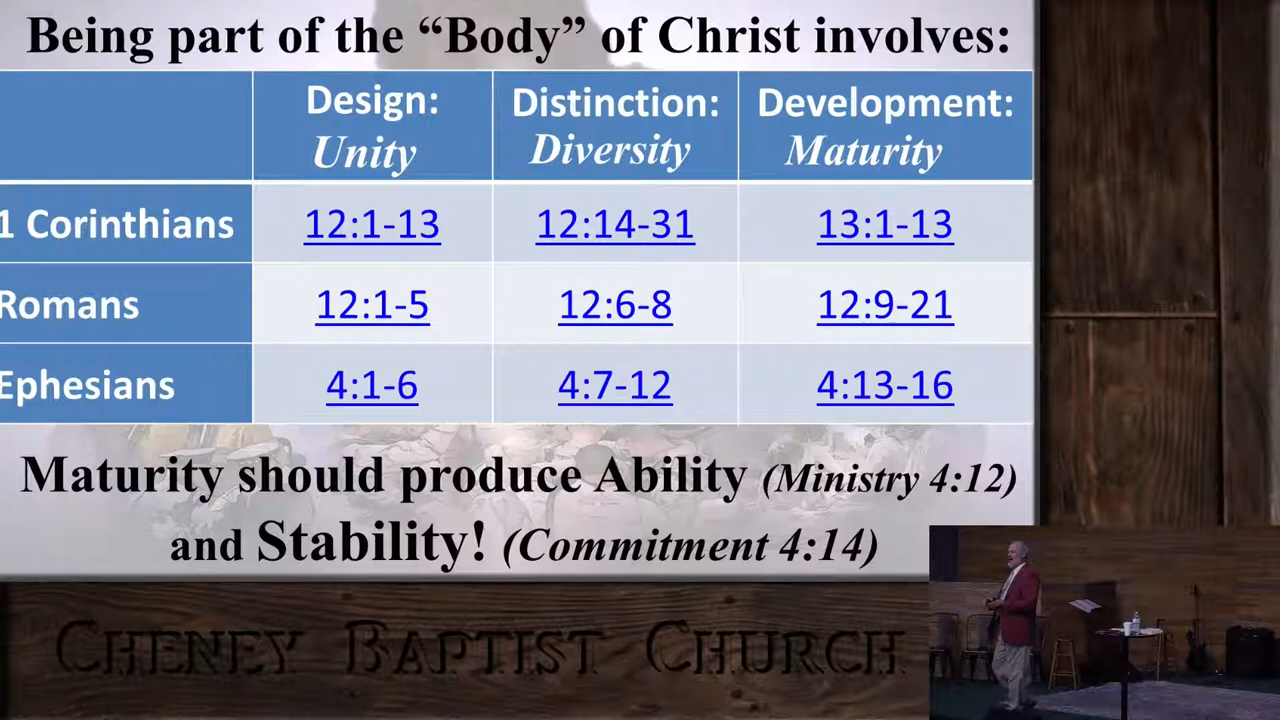 Being part of the “Body” of Christ involves:
Design: Distinction: Development:
Unity Diversity Maturity
1 Corinthians 12:1-13 12:14-31 13:1-13
Romans 12:1-5 12:6-8 12:9-21
Ephesians 4:1-6 4:7-12 4:13-16
Maturity should produce Ability (Ministry 4:12)
and Stability! (Commitment 4:14)
CHENEY BAPTIST CHURCH